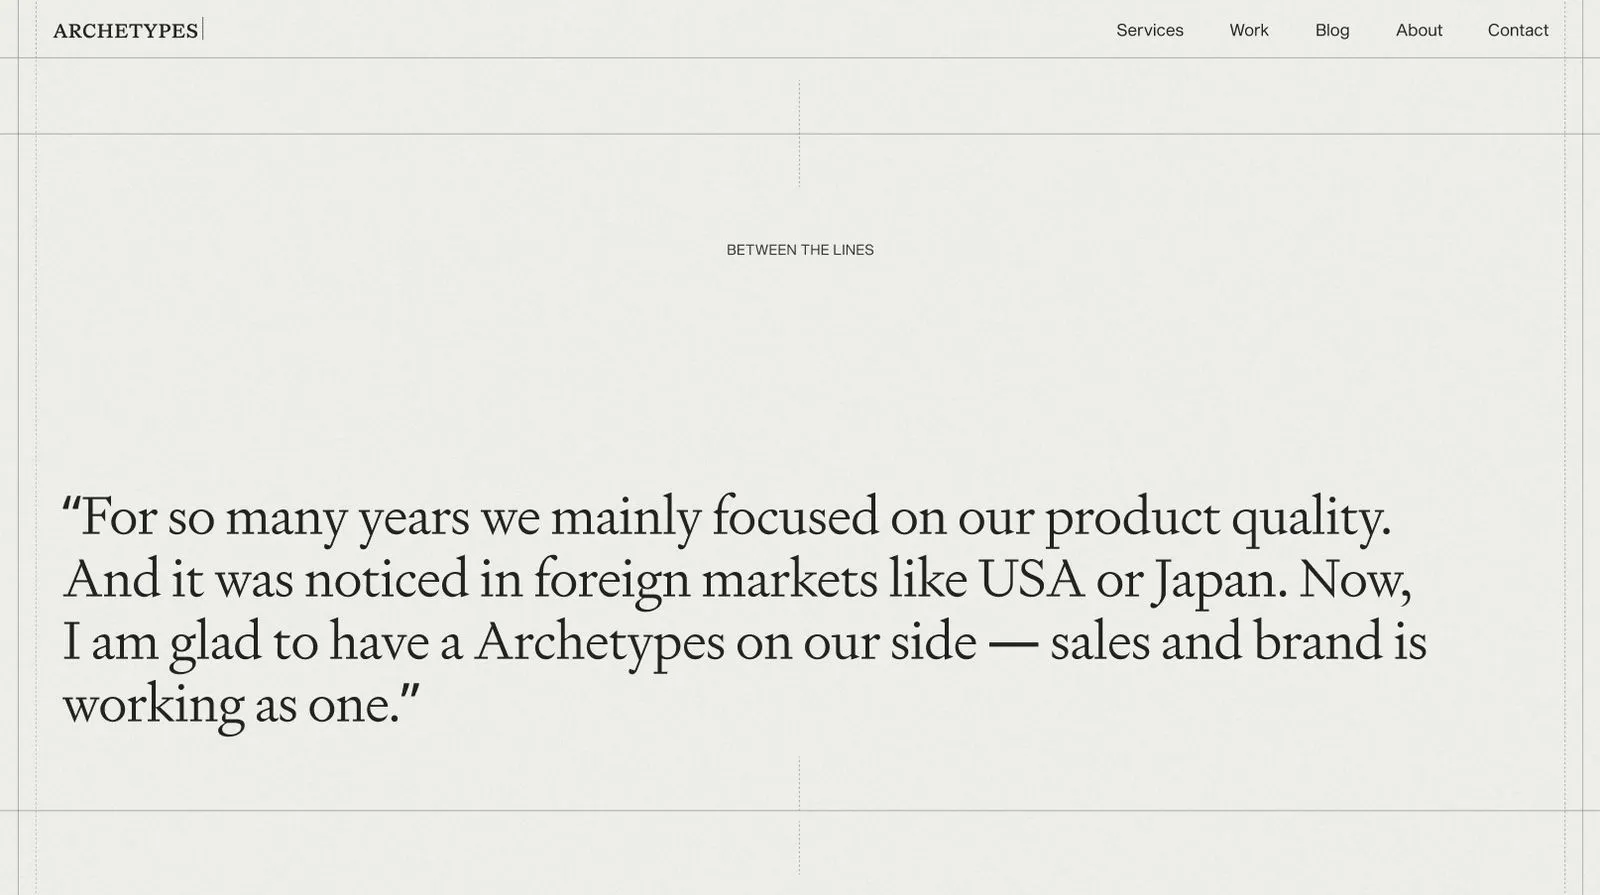 ARCHETYPES
Services Work Blog About Contact
BETWEEN THE LINES
“For so many years we mainly focused on our product quality.
And it was noticed in foreign markets like USA or Japan. Now,
I am glad to have a Archetypes on our side — sales and brand is
working as one.”